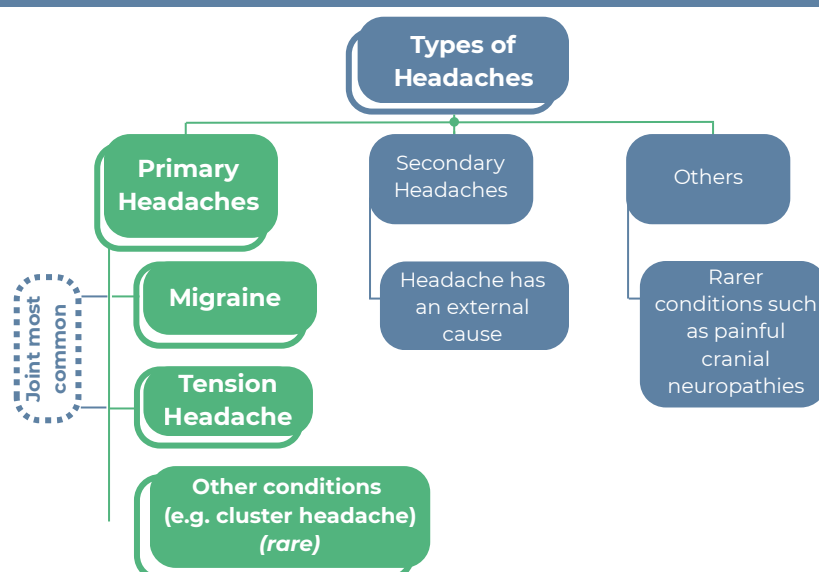 Types of
Headaches
Primary
Headaches
Secondary
Headaches
Others
Joint most
common
Migraine
Headache has
an external
cause
Rarer
conditions such
as painful
cranial
neuropathies
Tension
Headache
Other conditions
(e.g. cluster headache)
(rare)